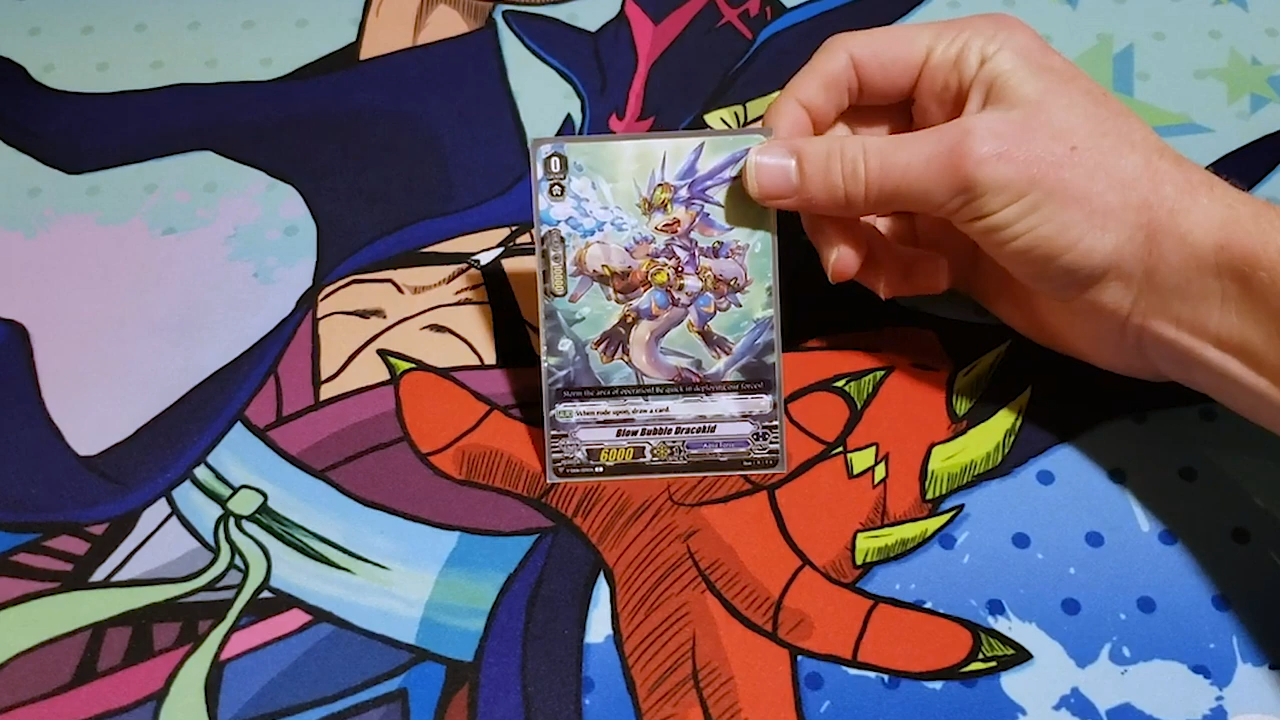 0
10000
Storm the area of operation! Be quick in deploying our forces!
When rode upon, draw a card.
Blow Bubble Dracokid
6000
Aqua Force